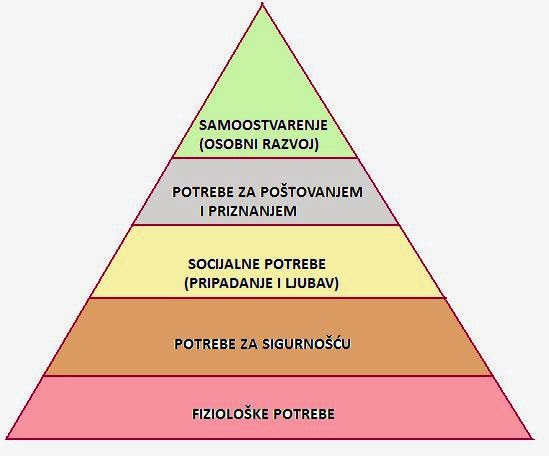 SAMOOSTVARENJE
(OSOBNI RAZVOJ)
POTREBE ZA POŠTOVANJEM
I PRIZNANJEM
SOCIJALNE POTREBE
(PRIPADANJE I LJUBAV)
POTREBE ZA SIGURNOŠĆU
FIZIOLOŠKE POTREBE